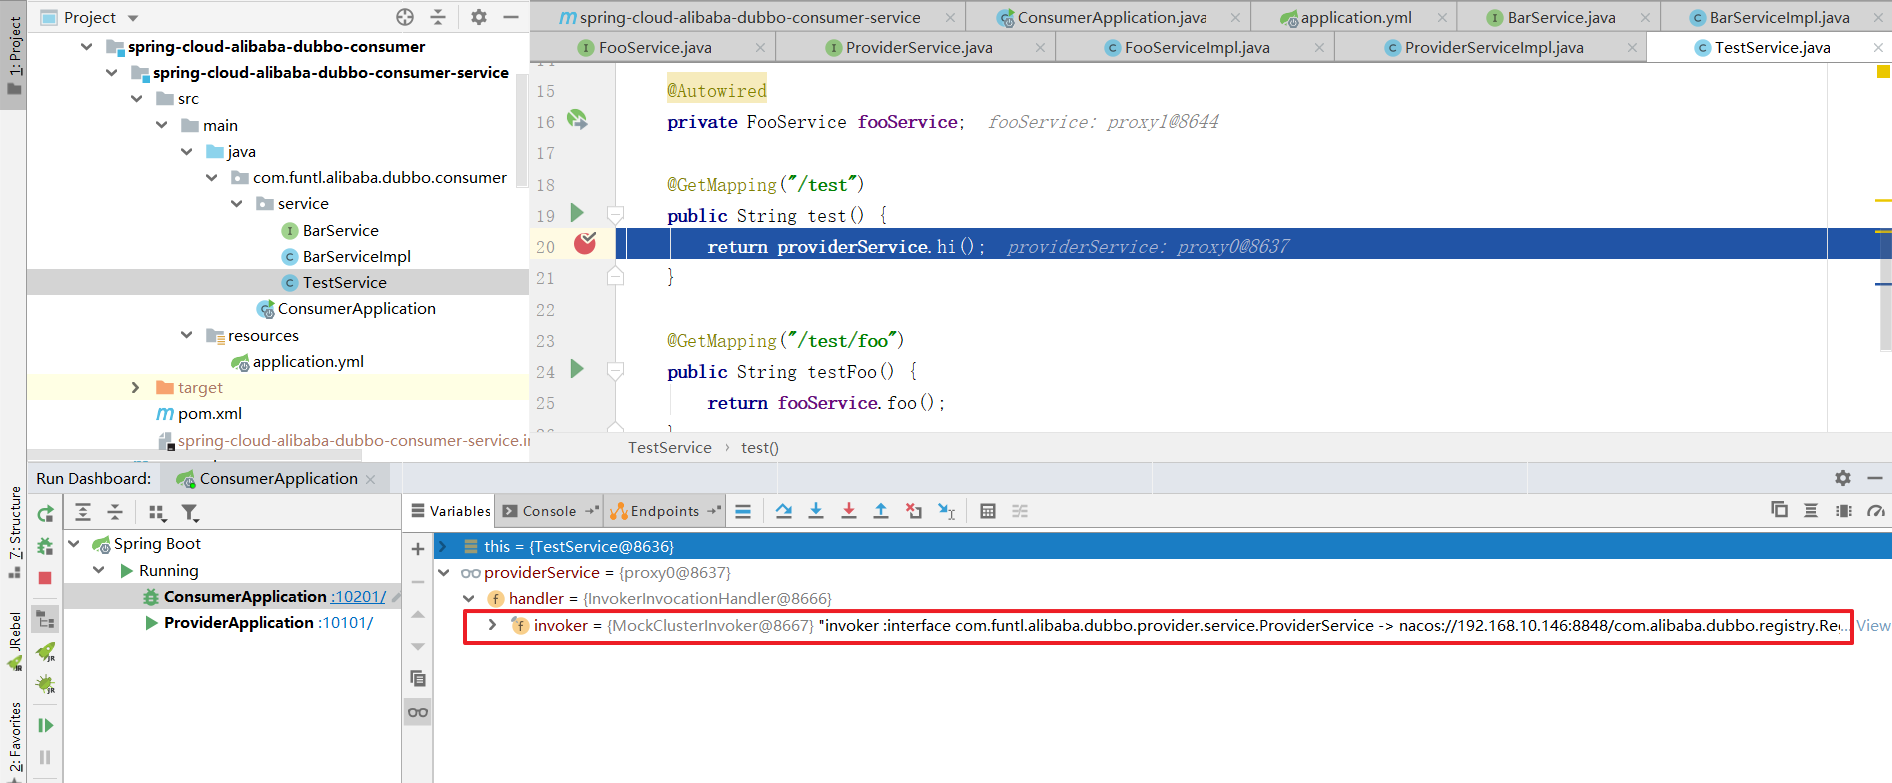 1: Project
Project
spring-cloud-alibaba-dubbo-consumer
spring-cloud-alibaba-dubbo-consumer-service
src
main
java
com.funtl.alibaba.dubbo.consumer
service
BarService
BarServiceImpl
TestService
ConsumerApplication
resources
application.yml
target
pom.xml
spring-cloud-alibaba-dubbo-consumer-service.i
spring-cloud-alibaba-dubbo-consumer-service
ConsumerApplication.java
application.yml
BarService.java
BarServiceImpl.java
FooService.java
ProviderService.java
FooServiceImpl.java
ProviderServiceImpl.java
TestService.java
15 @Autowired
16 private FooService fooService; fooService: proxy1@8644
17
18 @GetMapping("/test")
19 public String test() {
20 return providerService.hi(); providerService: proxy0@8637
21 }
22
23 @GetMapping("/test/foo")
24 public String testFoo() {
25 return fooService.foo();
TestService › test()
Run Dashboard: ConsumerApplication
7: Structure
JRebel
2: Favorites
Spring Boot
Running
ConsumerApplication :10201/
ProviderApplication :10101/
Variables
Console
Endpoints
this = {TestService@8636}
providerService = {proxy0@8637}
handler = {InvokerInvocationHandler@8666}
invoker = {MockClusterInvoker@8667} "invoker :interface com.funtl.alibaba.dubbo.provider.service.ProviderService -> nacos://192.168.10.146:8848/com.alibaba.dubbo.registry.Re... View